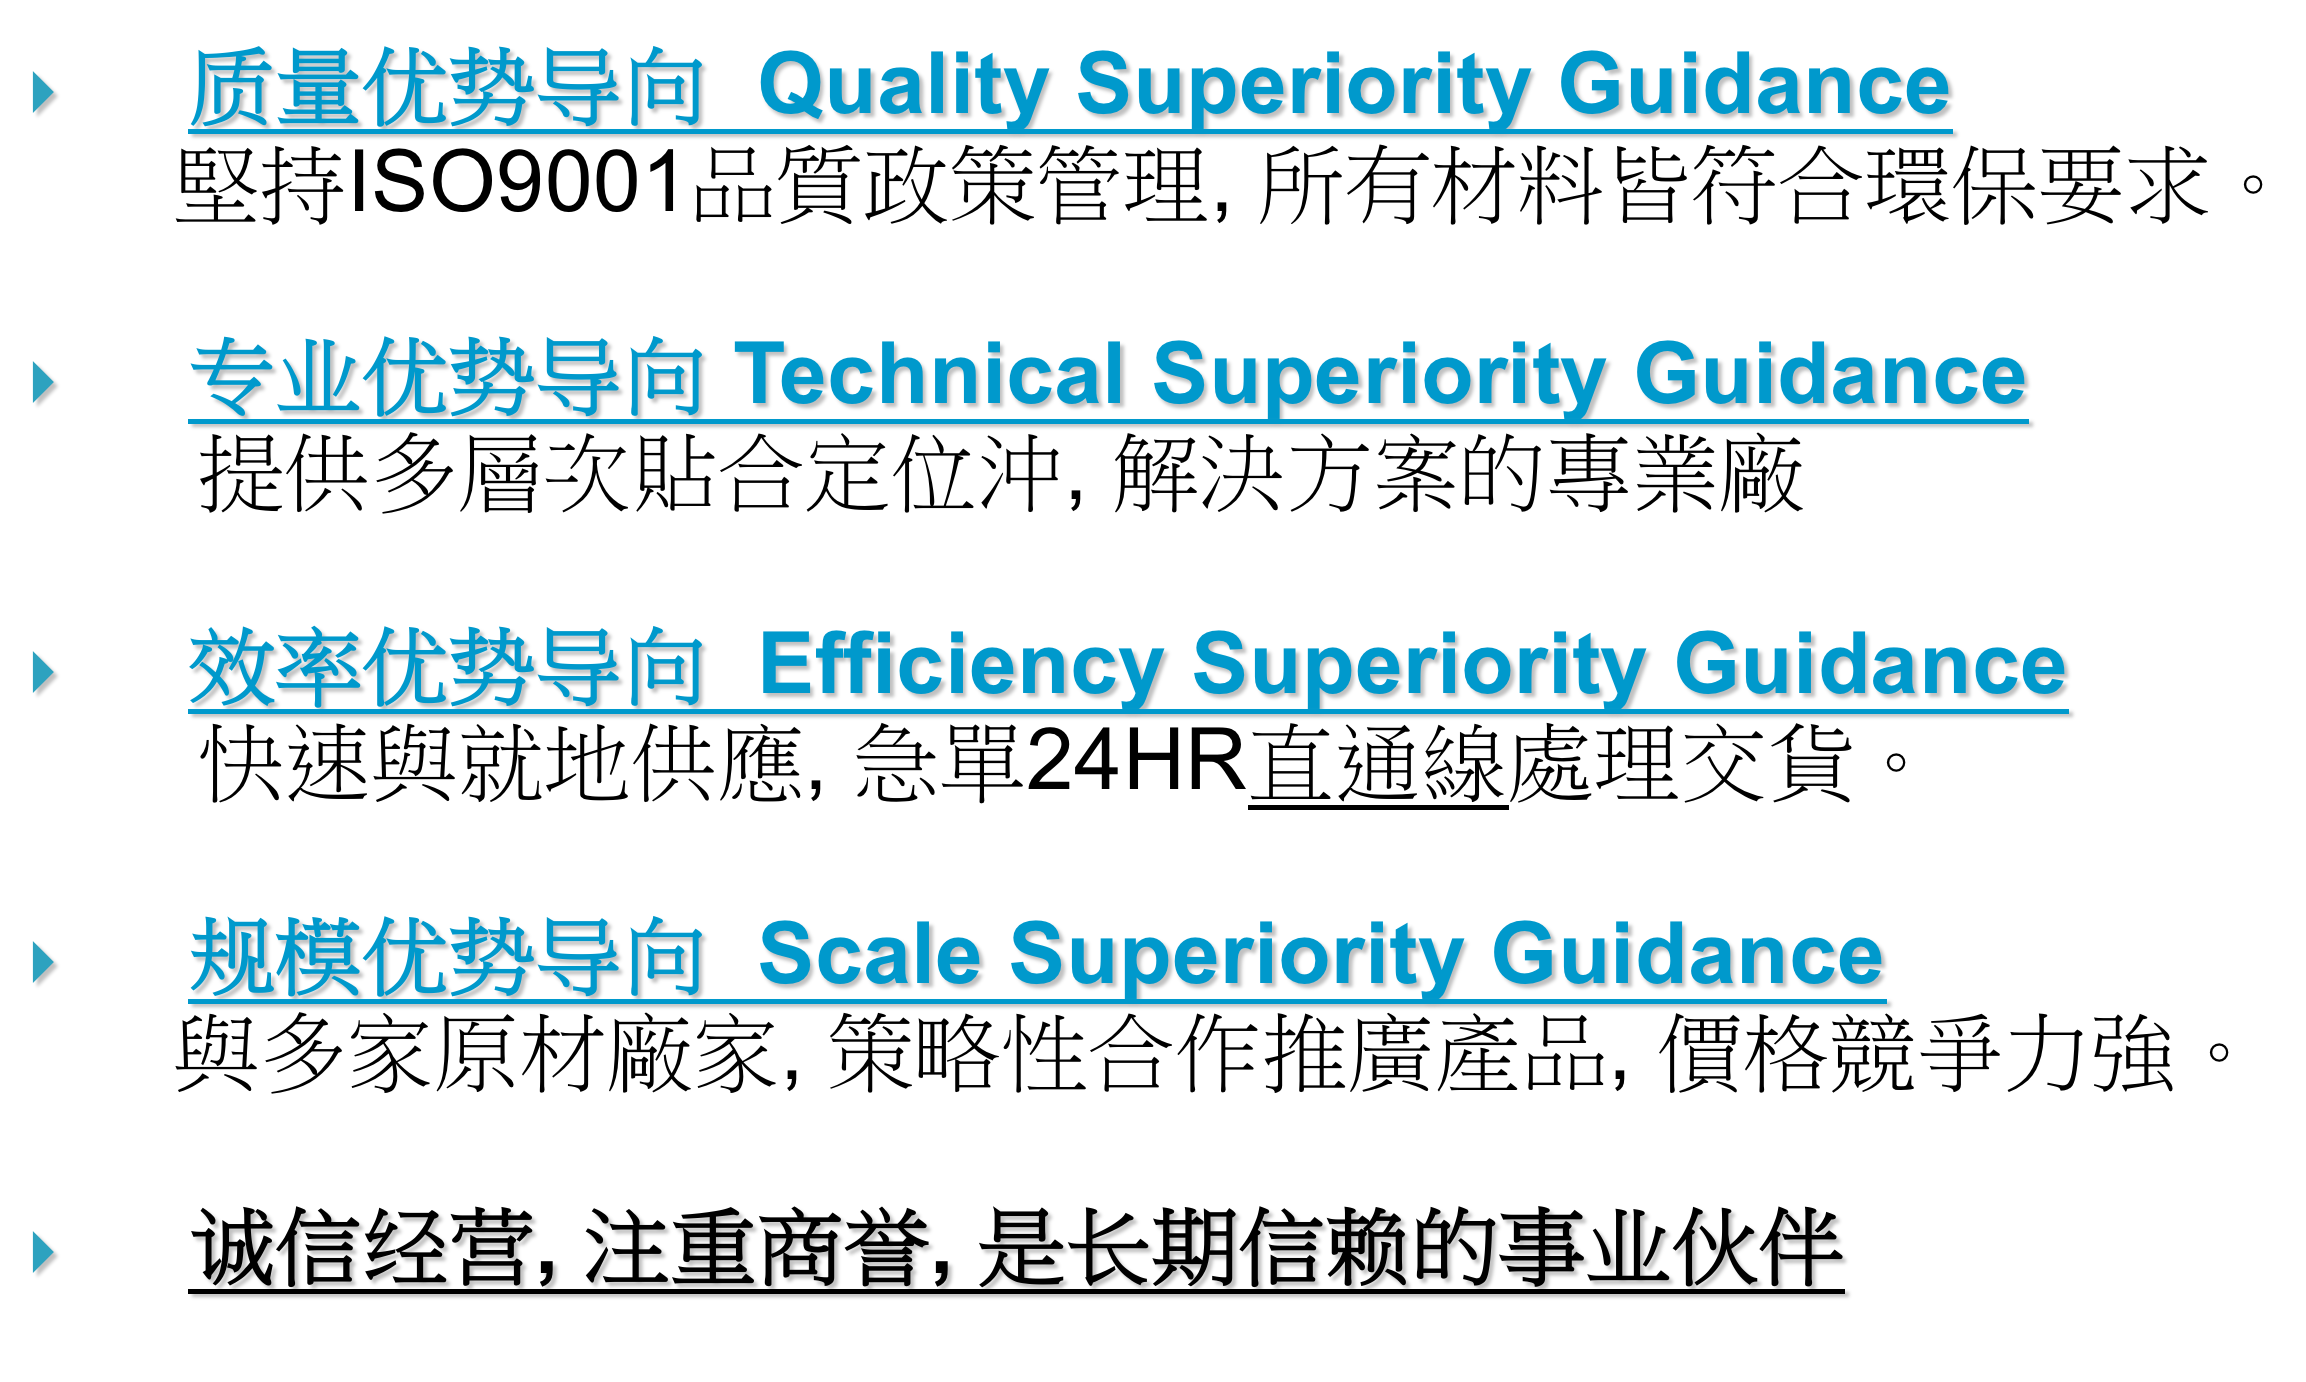 质量优势导向 Quality Superiority Guidance
堅持ISO9001品質政策管理, 所有材料皆符合環保要求。
专业优势导向 Technical Superiority Guidance
提供多層次貼合定位沖, 解決方案的專業廠
效率优势导向 Efficiency Superiority Guidance
快速與就地供應, 急單24HR直通線處理交貨。
规模优势导向 Scale Superiority Guidance
與多家原材廠家, 策略性合作推廣產品, 價格競爭力強。
诚信经营, 注重商誉, 是长期信赖的事业伙伴